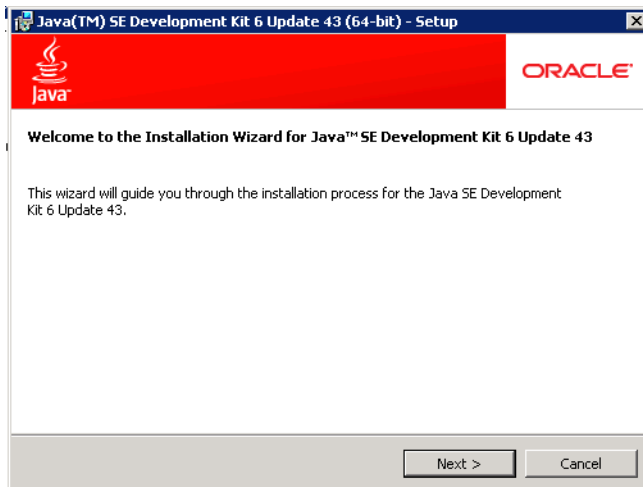 Java(TM) SE Development Kit 6 Update 43 (64-bit) - Setup
Java™
ORACLE®
Welcome to the Installation Wizard for Java™ SE Development Kit 6 Update 43
This wizard will guide you through the installation process for the Java SE Development
Kit 6 Update 43.
Next >
Cancel